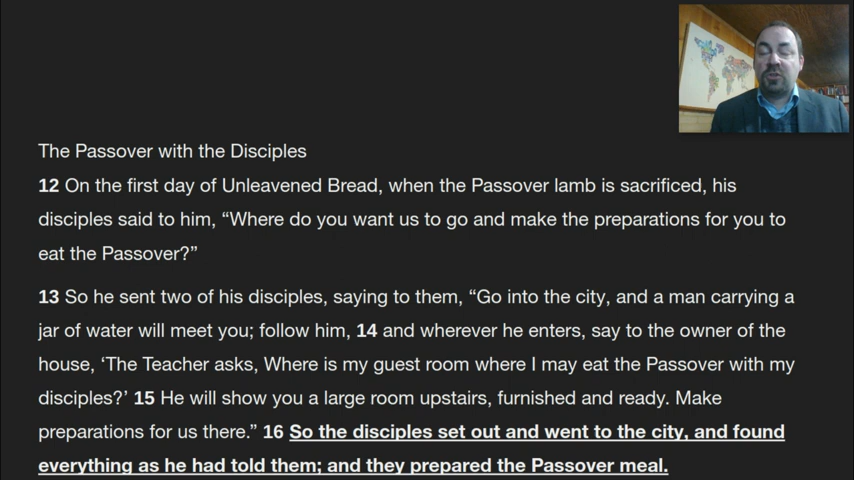 The Passover with the Disciples
12 On the first day of Unleavened Bread, when the Passover lamb is sacrificed, his
disciples said to him, “Where do you want us to go and make the preparations for you to
eat the Passover?”
13 So he sent two of his disciples, saying to them, “Go into the city, and a man carrying a
jar of water will meet you; follow him, 14 and wherever he enters, say to the owner of the
house, ‘The Teacher asks, Where is my guest room where I may eat the Passover with my
disciples?’ 15 He will show you a large room upstairs, furnished and ready. Make
preparations for us there.” 16 So the disciples set out and went to the city, and found
everything as he had told them; and they prepared the Passover meal.